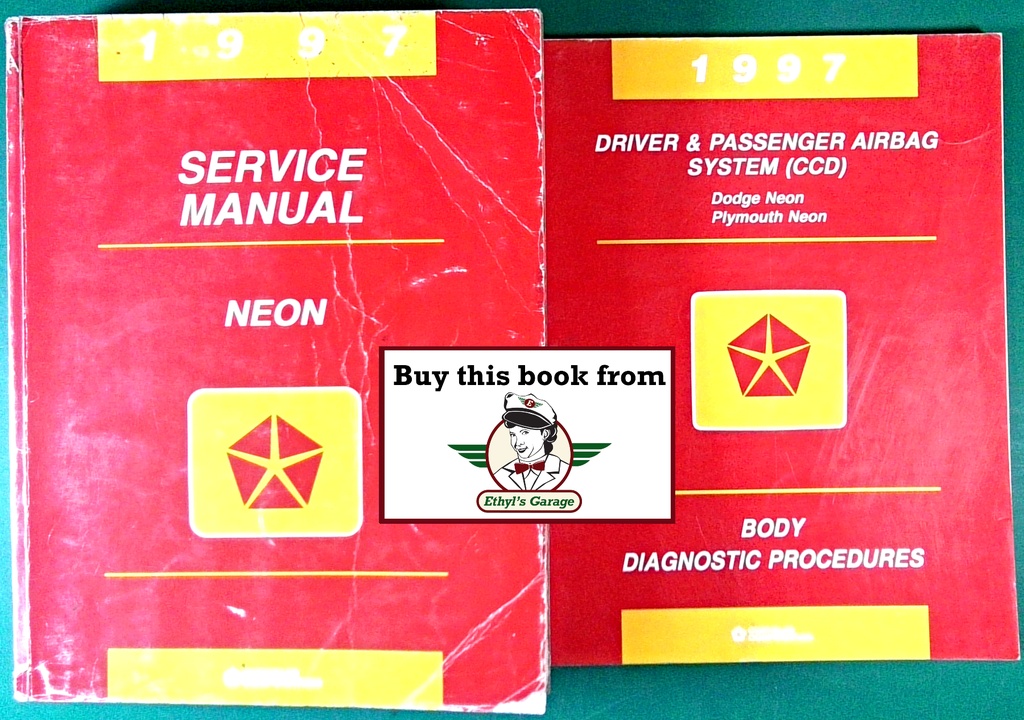 1 9 9 7
SERVICE
MANUAL
NEON
1 9 9 7
DRIVER & PASSENGER AIRBAG
SYSTEM (CCD)
Dodge Neon
Plymouth Neon
BODY
DIAGNOSTIC PROCEDURES
Buy this book from
E
Ethyl's Garage